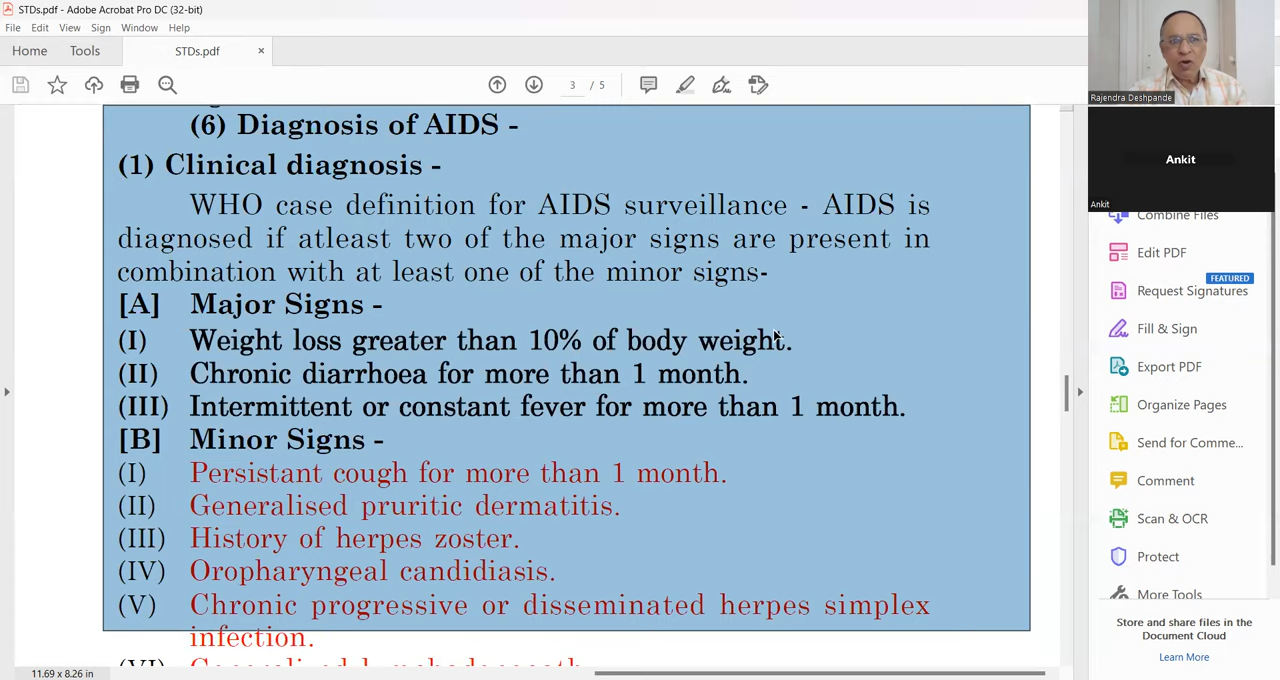 STDs.pdf - Adobe Acrobat Pro DC (32-bit)
File Edit View Sign Window Help
Home Tools STDs.pdf ×
3 / 5
(6) Diagnosis of AIDS -
(1) Clinical diagnosis -
WHO case definition for AIDS surveillance - AIDS is
diagnosed if atleast two of the major signs are present in
combination with at least one of the minor signs-
[A] Major Signs -
(I) Weight loss greater than 10% of body weight.
(II) Chronic diarrhoea for more than 1 month.
(III) Intermittent or constant fever for more than 1 month.
[B] Minor Signs -
(I) Persistant cough for more than 1 month.
(II) Generalised pruritic dermatitis.
(III) History of herpes zoster.
(IV) Oropharyngeal candidiasis.
(V) Chronic progressive or disseminated herpes simplex
infection.
11.69 x 8.26 in
Rajendra Deshpande
Ankit
Ankit
Combine Files
Edit PDF
FEATURED
Request Signatures
Fill & Sign
Export PDF
Organize Pages
Send for Comme...
Comment
Scan & OCR
Protect
More Tools
Store and share files in the
Document Cloud
Learn More